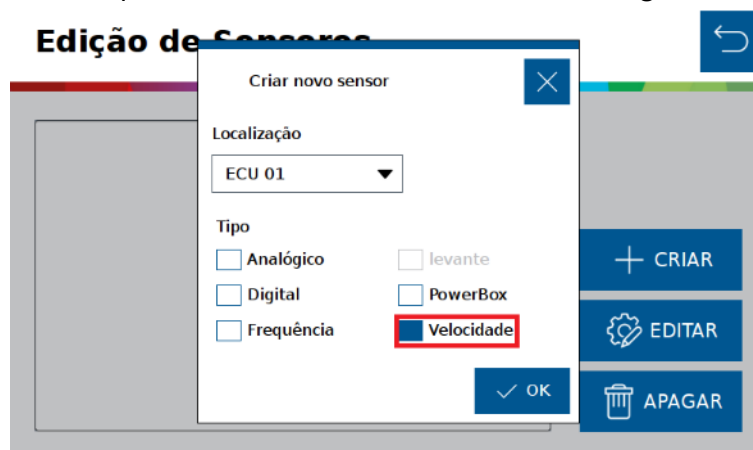 Edição de Sensores
Criar novo sensor
Localização
ECU 01
Tipo
Analógico
levante
Digital
PowerBox
Frequência
Velocidade
OK
CRIAR
EDITAR
APAGAR